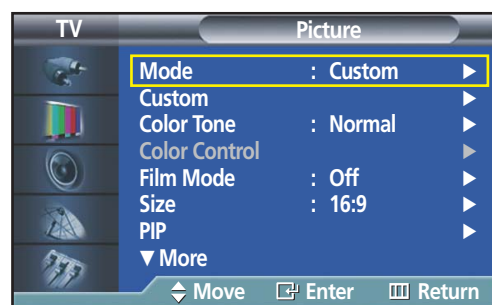 TV Picture
Mode : Custom ▶
Custom ▶
Color Tone : Normal ▶
Color Control ▶
Film Mode : Off ▶
Size : 16:9 ▶
PIP ▶
▼More
Move Enter Return